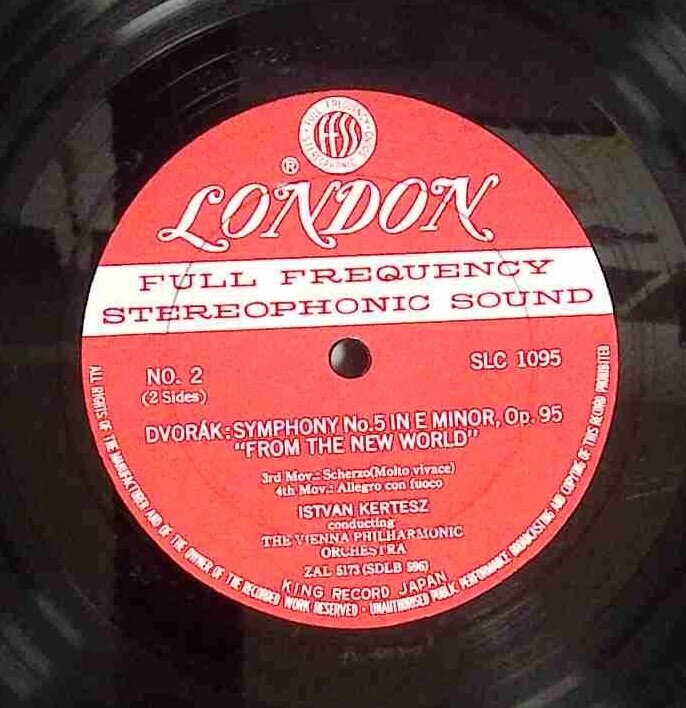 FULL FREQUENCY STEREOPHONIC SOUND
FFSS
®
LONDON
FULL FREQUENCY
STEREOPHONIC SOUND
NO. 2
(2 Sides)
SLC 1095
DVORÁK: SYMPHONY No.5 IN E MINOR, Op. 95
"FROM THE NEW WORLD"
3rd Mov.: Scherzo(Molto vivace)
4th Mov.: Allegro con fuoco
ISTVAN KERTESZ
conducting
THE VIENNA PHILHARMONIC
ORCHESTRA
ZAL 5173 (SDLB 596)
KING RECORD JAPAN
ALL RIGHTS OF THE MANUFACTURER AND OF THE OWNER OF THE RECORDED WORK RESERVED · UNAUTHORISED PUBLIC PERFORMANCE BROADCASTING AND COPYING OF THIS RECORD PROHIBITED